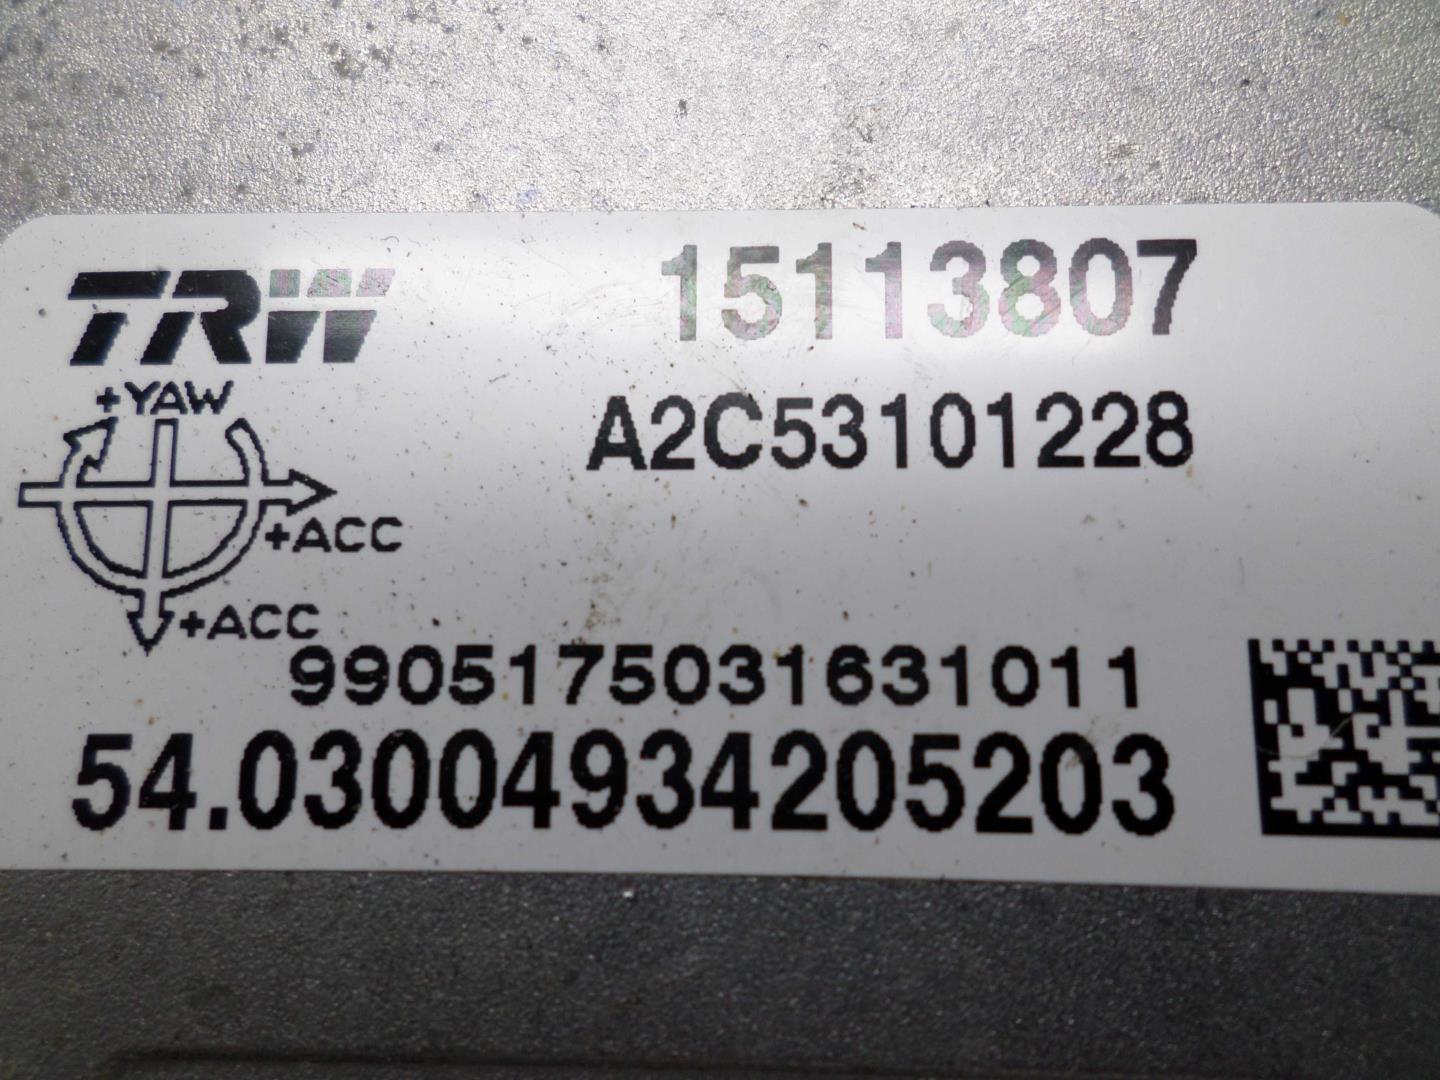 TRW 15113807
+YAW A2C53101228
+ACC
+ACC
9905175031631011
54.03004934205203